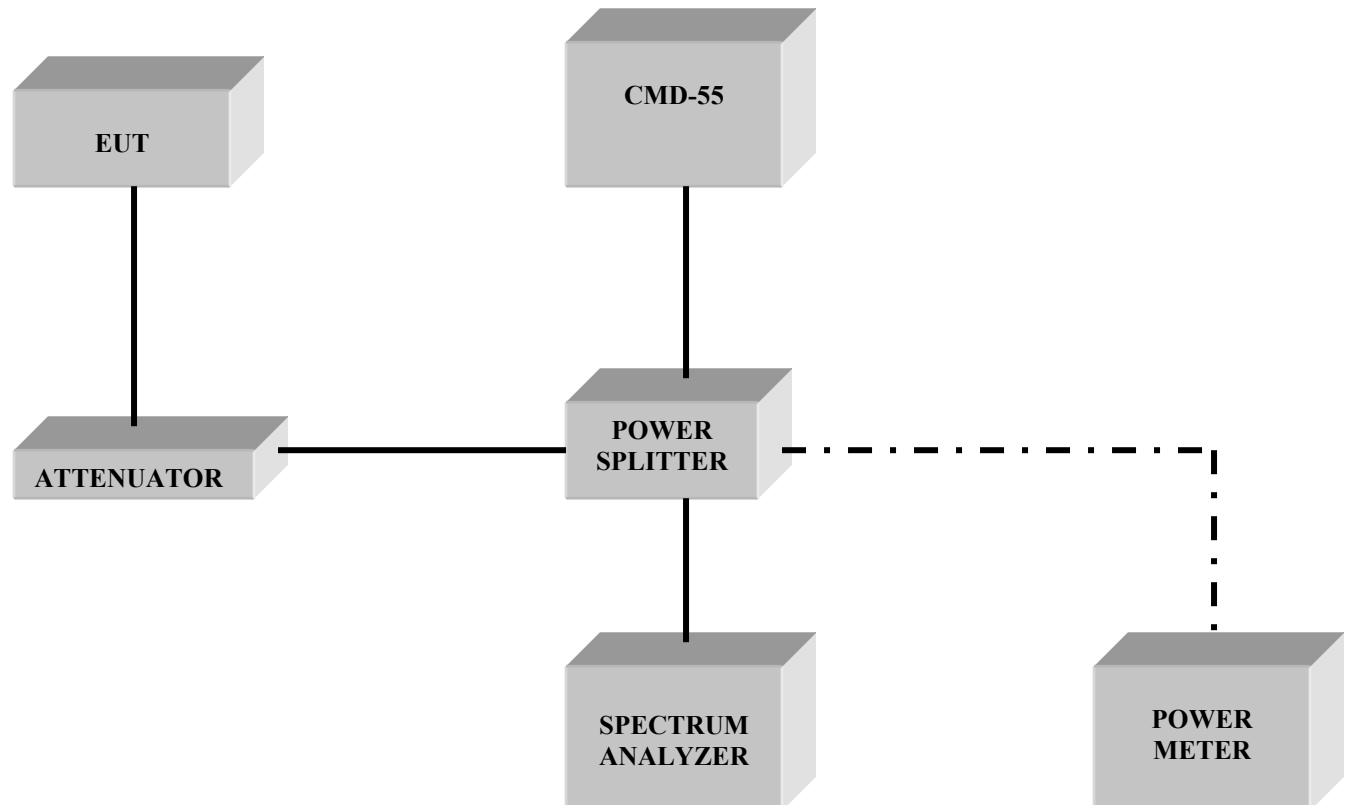 CMD-55
EUT
POWER
SPLITTER
ATTENUATOR
SPECTRUM
ANALYZER
POWER
METER